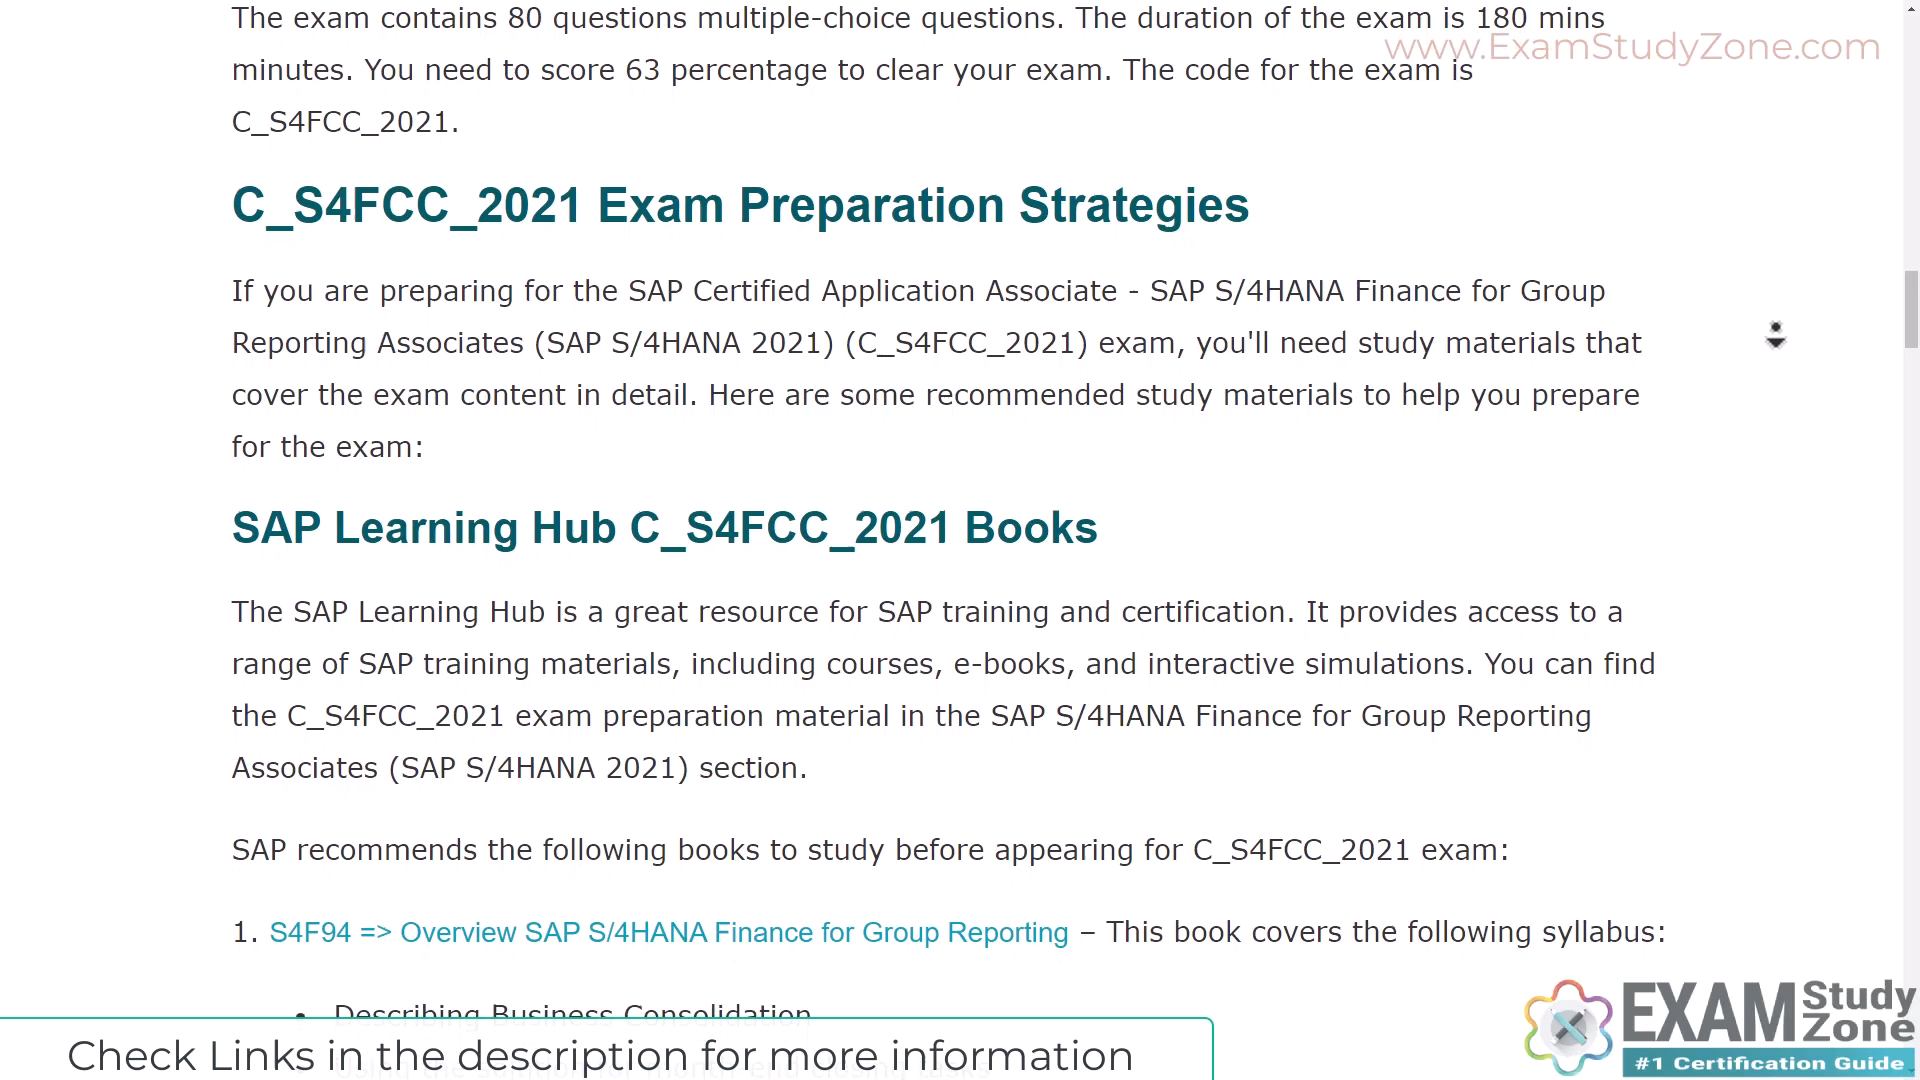 The exam contains 80 questions multiple-choice questions. The duration of the exam is 180 mins
www.ExamStudyZone.com
minutes. You need to score 63 percentage to clear your exam. The code for the exam is
C_S4FCC_2021.
C_S4FCC_2021 Exam Preparation Strategies
If you are preparing for the SAP Certified Application Associate - SAP S/4HANA Finance for Group
Reporting Associates (SAP S/4HANA 2021) (C_S4FCC_2021) exam, you'll need study materials that
cover the exam content in detail. Here are some recommended study materials to help you prepare
for the exam:
SAP Learning Hub C_S4FCC_2021 Books
The SAP Learning Hub is a great resource for SAP training and certification. It provides access to a
range of SAP training materials, including courses, e-books, and interactive simulations. You can find
the C_S4FCC_2021 exam preparation material in the SAP S/4HANA Finance for Group Reporting
Associates (SAP S/4HANA 2021) section.
SAP recommends the following books to study before appearing for C_S4FCC_2021 exam:
1. S4F94 => Overview SAP S/4HANA Finance for Group Reporting – This book covers the following syllabus:
• Describing Business Consolidation
Using the solution for month-end closing tasks
Check Links in the description for more information
EXAM Study Zone
#1 Certification Guide